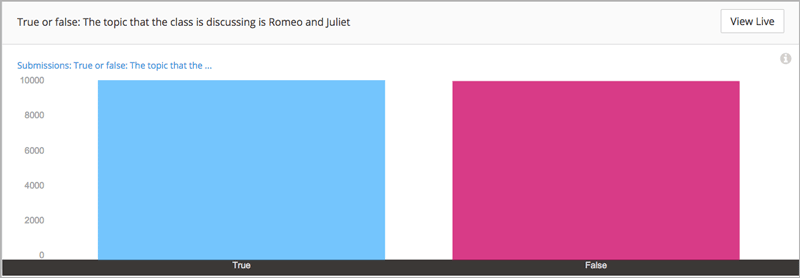 True or false: The topic that the class is discussing is Romeo and Juliet
View Live
Submissions: True or false: The topic that the ...
10000
8000
6000
4000
2000
0
True
False